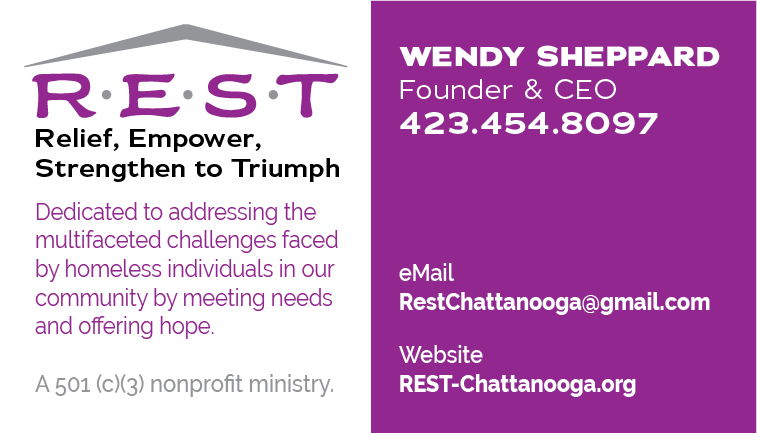 R·E·S·T
Relief, Empower,
Strengthen to Triumph
Dedicated to addressing the
multifaceted challenges faced
by homeless individuals in our
community by meeting needs
and offering hope.
A 501 (c)(3) nonprofit ministry.
WENDY SHEPPARD
Founder & CEO
423.454.8097
eMail
RestChattanooga@gmail.com
Website
REST-Chattanooga.org